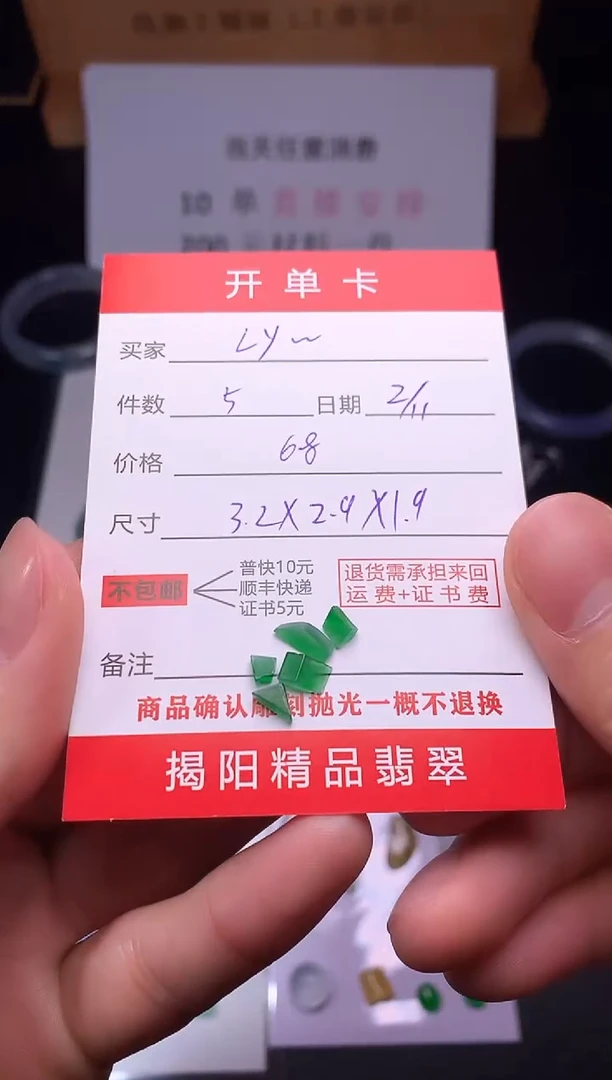 开单卡
买家 LY~
件数 5 日期 2/11
价格 68
尺寸 3.2X2.9X1.9
不包邮
普快10元
顺丰快递
证书5元
退货需承担来回
运费+证书费
备注
商品确认雕刻抛光一概不退换
揭阳精品翡翠